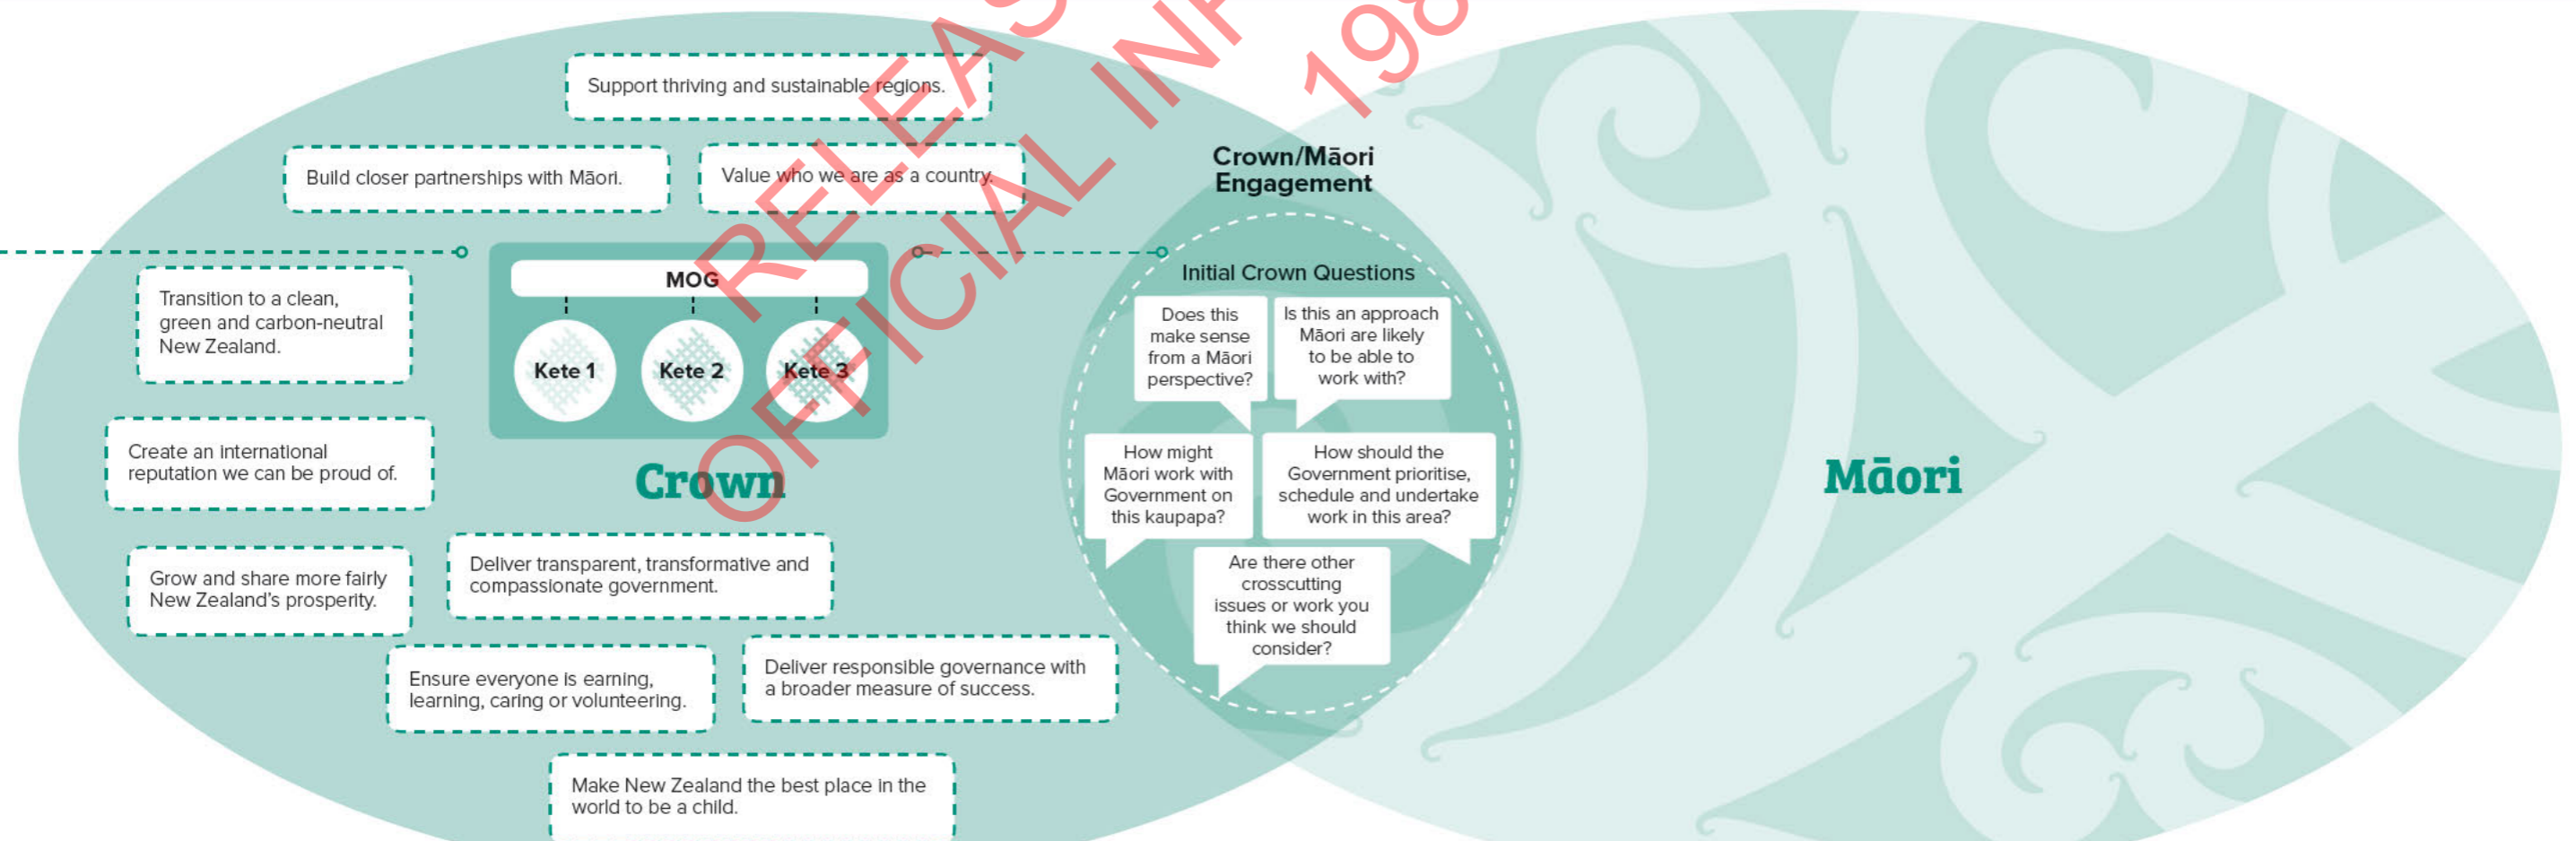 Support thriving and sustainable regions.
Build closer partnerships with Māori.
Value who we are as a country.
Transition to a clean,
green and carbon-neutral
New Zealand.
MOG
Kete 1
Kete 2
Kete 3
Create an international
reputation we can be proud of.
Crown
Grow and share more fairly
New Zealand's prosperity.
Deliver transparent, transformative and
compassionate government.
Ensure everyone is earning,
learning, caring or volunteering.
Deliver responsible governance with
a broader measure of success.
Make New Zealand the best place in the
world to be a child.
Crown/Māori
Engagement
Initial Crown Questions
Does this
make sense
from a Māori
perspective?
Is this an approach
Māori are likely
to be able to
work with?
How might
Māori work with
Government on
this kaupapa?
How should the
Government prioritise,
schedule and undertake
work in this area?
Are there other
crosscutting
issues or work you
think we should
consider?
Māori
OFFICIAL